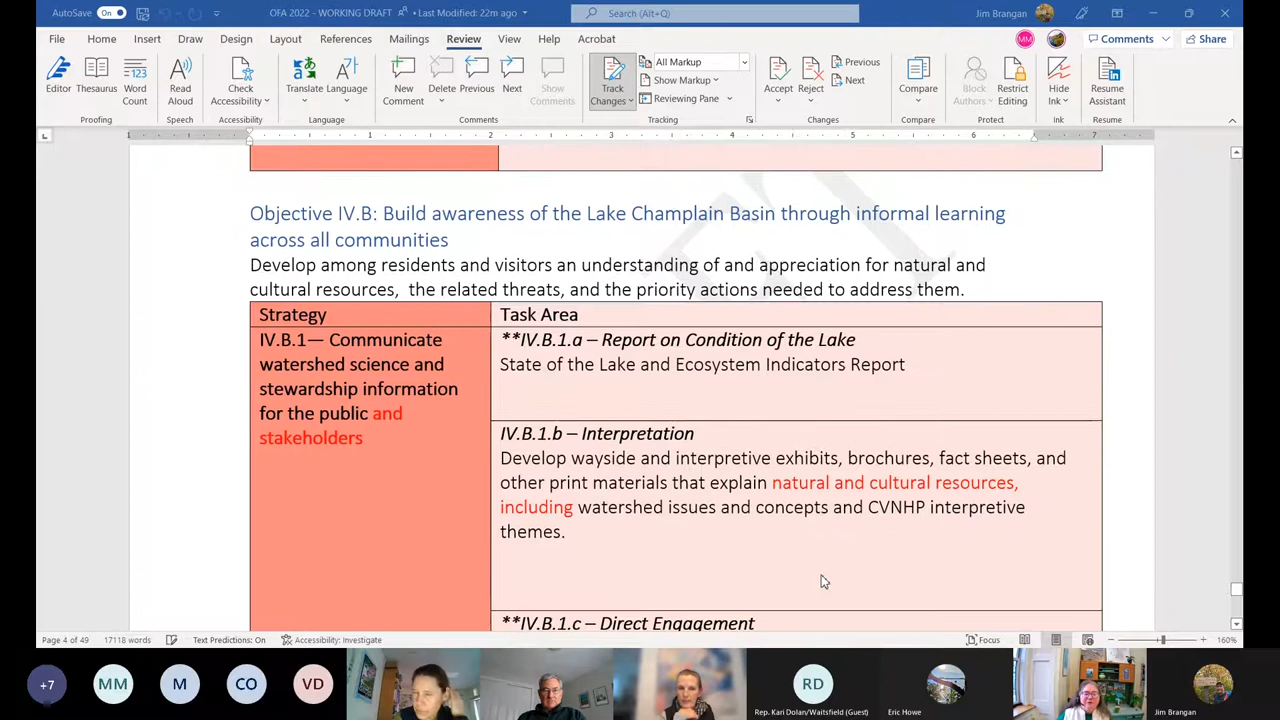 AutoSave On OFA 2022 - WORKING DRAFT • Last Modified: 22m ago Search (Alt+Q) Jim Brangan
File Home Insert Draw Design Layout References Mailings Review View Help Acrobat MM Comments Share
Editor Thesaurus Word Count Read Aloud Check Accessibility Translate Language New Comment Delete Previous Next Show Comments Track Changes All Markup Show Markup Reviewing Pane Accept Reject Previous Next Compare Block Authors Restrict Editing Hide Ink Resume Assistant
Proofing Speech Accessibility Language Comments Tracking Changes Compare Protect Ink Resume
1 1 2 3 4 5 6 7
Objective IV.B: Build awareness of the Lake Champlain Basin through informal learning
across all communities
Develop among residents and visitors an understanding of and appreciation for natural and
cultural resources, the related threats, and the priority actions needed to address them.
Strategy Task Area
IV.B.1— Communicate
watershed science and
stewardship information
for the public and
stakeholders
**IV.B.1.a – Report on Condition of the Lake
State of the Lake and Ecosystem Indicators Report
IV.B.1.b – Interpretation
Develop wayside and interpretive exhibits, brochures, fact sheets, and
other print materials that explain natural and cultural resources,
including watershed issues and concepts and CVNHP interpretive
themes.
**IV.B.1.c – Direct Engagement
Page 4 of 49 17118 words Text Predictions: On Accessibility: Investigate Focus 160%
+7 MM M CO VD RD
Rep. Kari Dolan/Waitsfield (Guest) Eric Howe Jim Brangan